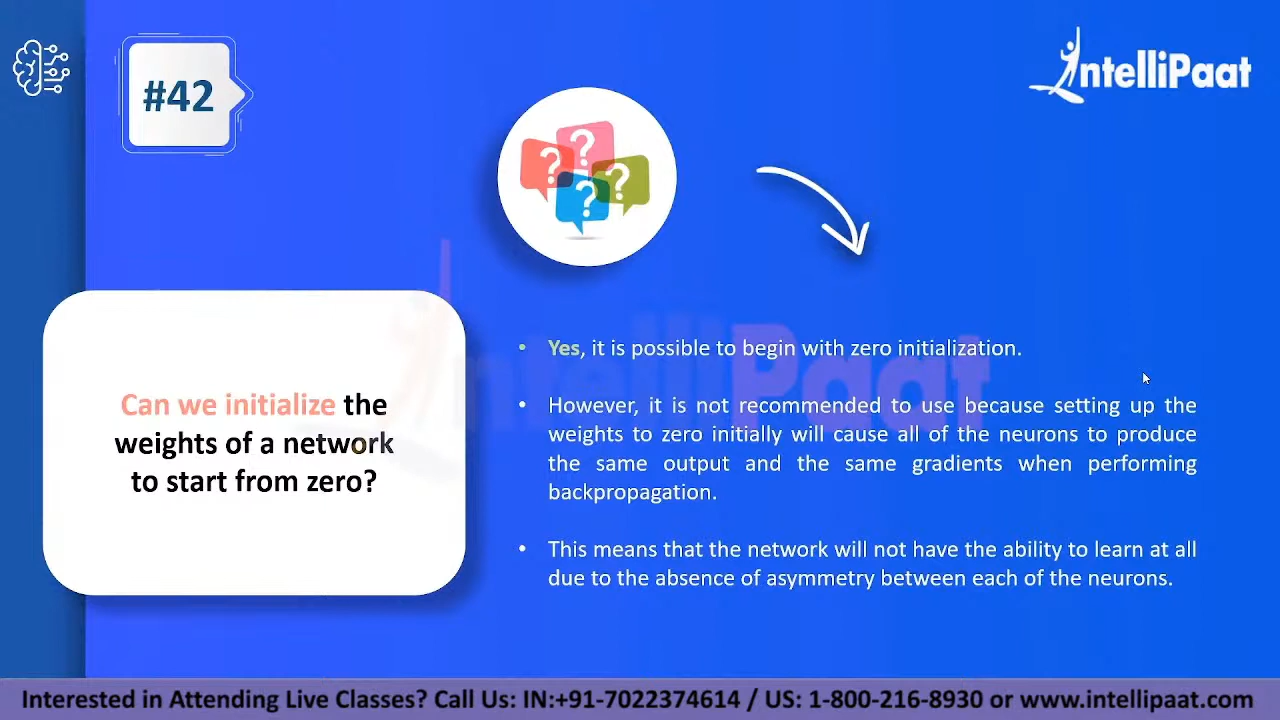 #42
IntelliPaat
Can we initialize the
weights of a network
to start from zero?
• Yes, it is possible to begin with zero initialization.
• However, it is not recommended to use because setting up the
weights to zero initially will cause all of the neurons to produce
the same output and the same gradients when performing
backpropagation.
• This means that the network will not have the ability to learn at all
due to the absence of asymmetry between each of the neurons.
IntelliPaat
Interested in Attending Live Classes? Call Us: IN:+91-7022374614 / US: 1-800-216-8930 or www.intellipaat.com